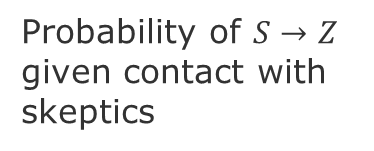 Probability of S → Z
given contact with
skeptics